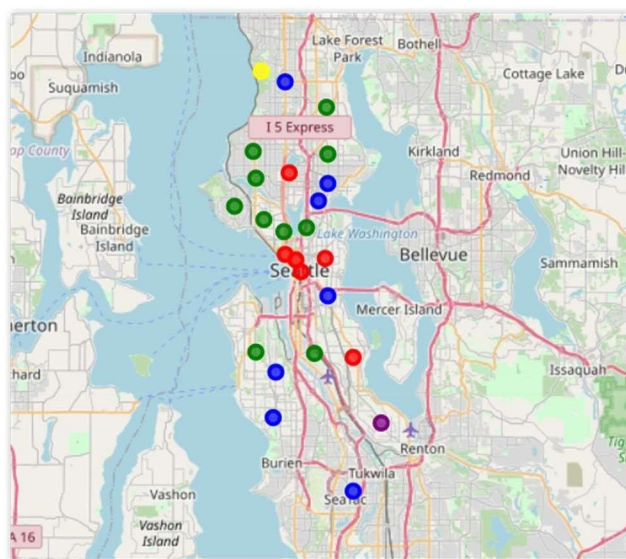 Lake Forest
Park
Bothell
Indianola
Cottage Lake
Suquamish
I 5 Express
Kirkland
Union Hill-
Novelty Hil
Redmond
Bainbridge
Island
Bainbridge
Island
Lake Washington
Bellevue
Sammamish
Mercer Island
Issaquah
Renton
Burien
Tukwila
SeaTac
Vashon
Vashon
Island
A 16